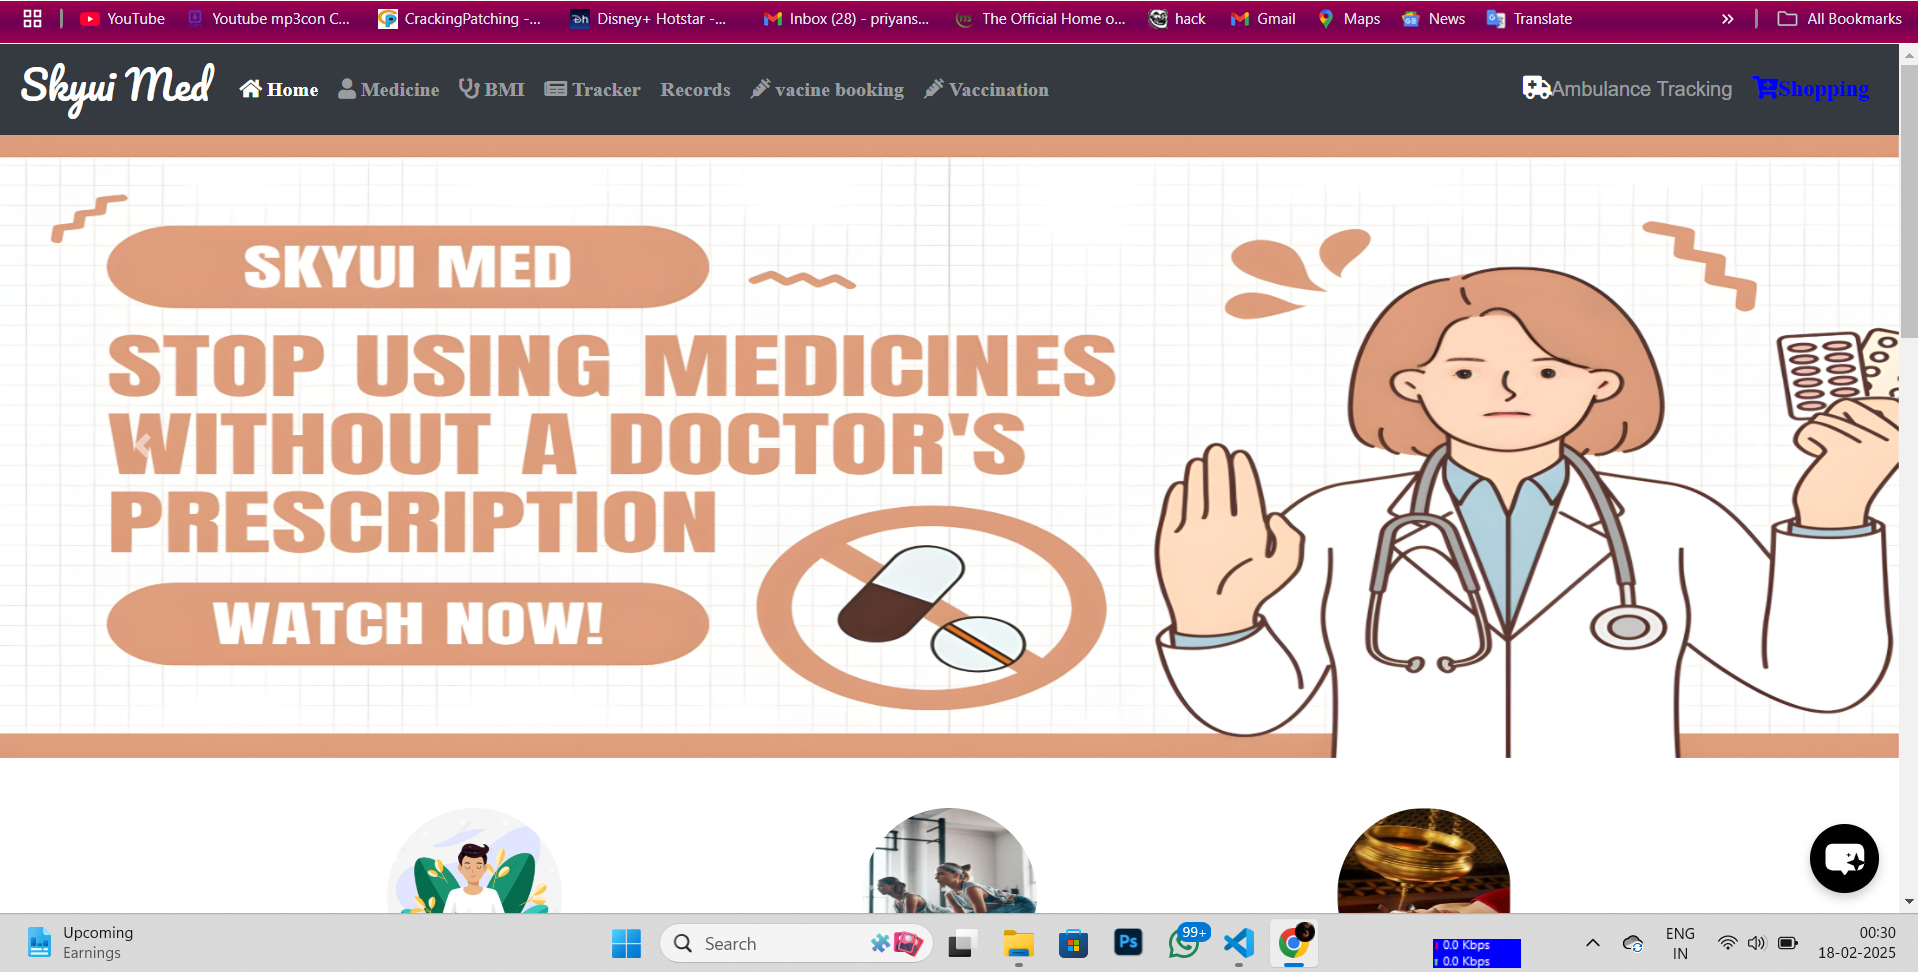 YouTube Youtube mp3con C... CrackingPatching -... Disney+ Hotstar -... Inbox (28) - priyans... The Official Home o... hack Gmail Maps News Translate » All Bookmarks
Skyui Med Home Medicine BMI Tracker Records vacine booking Vaccination Ambulance Tracking Shopping
SKYUI MED
STOP USING MEDICINES
WITHOUT A DOCTOR'S
PRESCRIPTION
WATCH NOW!
Upcoming
Earnings
Search
Ps
99+
0.0 Kbps
0.0 Kbps
ENG
IN
00:30
18-02-2025